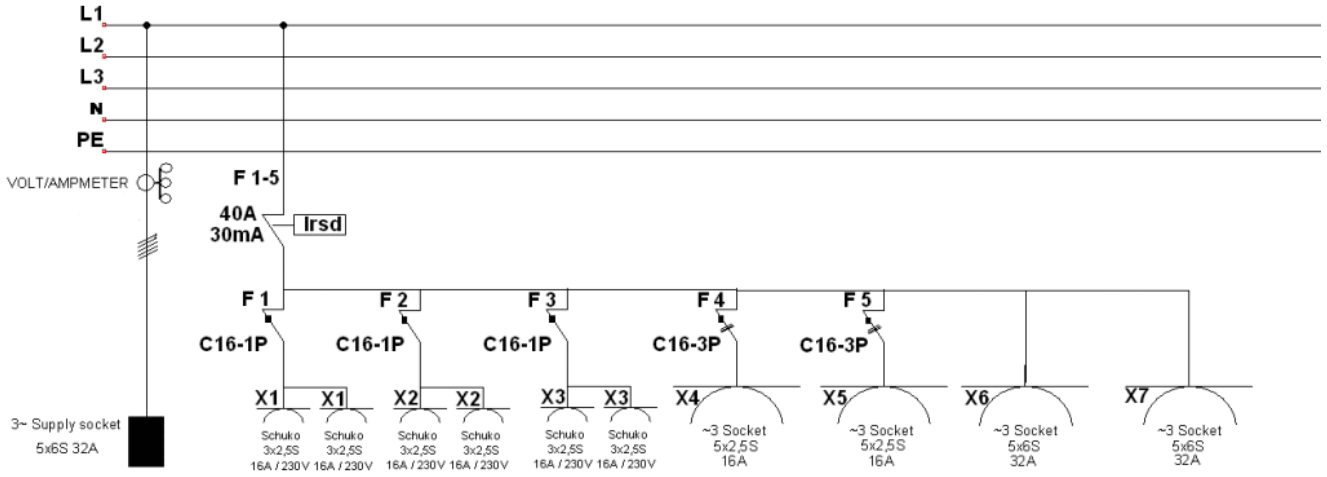 L1
L2
L3
N
PE
VOLT/AMPMETER
F 1-5
40A
30mA
Irsd
F 1
F 2
F 3
F 4
F 5
C16-1P
C16-1P
C16-1P
C16-3P
C16-3P
X1
X1
X2
X2
X3
X3
X4
X5
X6
X7
3~ Supply socket
5x6S 32A
Schuko
3x2,5S
16A / 230V
Schuko
3x2,5S
16A / 230V
Schuko
3x2,5S
16A / 230V
Schuko
3x2,5S
16A / 230V
Schuko
3x2,5S
16A / 230V
Schuko
3x2,5S
16A / 230V
~3 Socket
5x2,5S
16A
~3 Socket
5x2,5S
16A
~3 Socket
5x6S
32A
~3 Socket
5x6S
32A